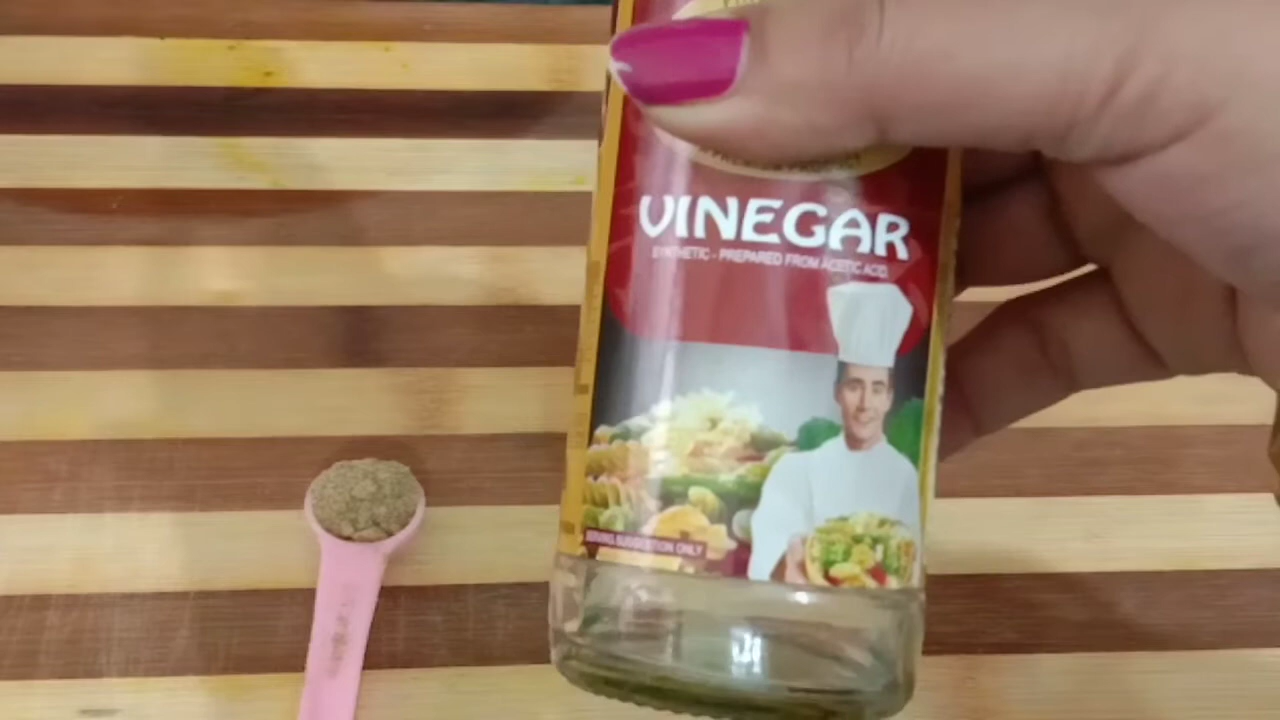 VINEGAR
SYNTHETIC - PREPARED FROM ACETIC ACID.
SERVING SUGGESTION ONLY